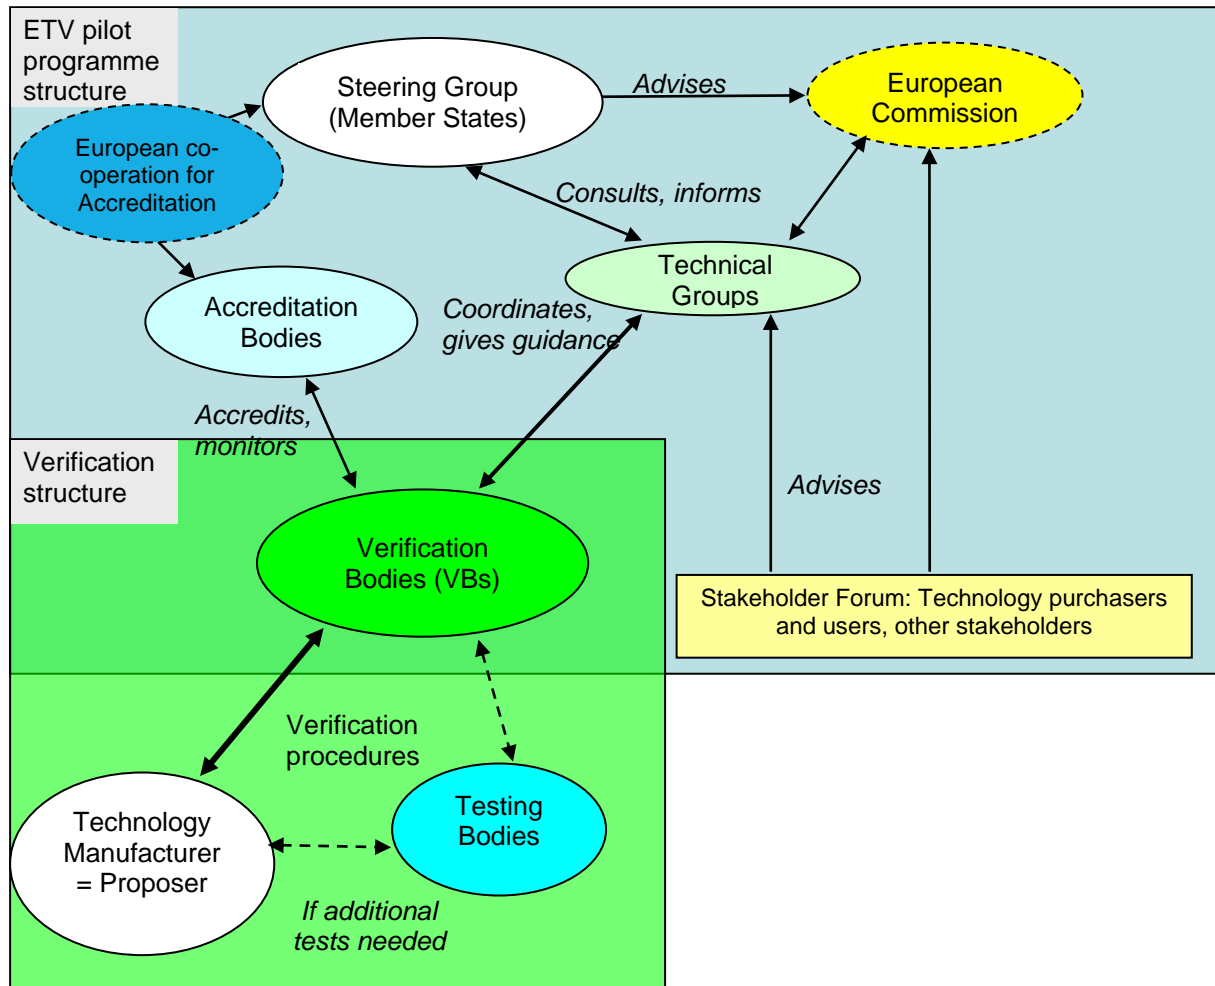 ETV pilot
programme
structure
Steering Group
(Member States)
Advises
European
Commission
European co-
operation for
Accreditation
Consults, informs
Technical
Groups
Accreditation
Bodies
Coordinates,
gives guidance
Accredits,
monitors
Verification
structure
Advises
Verification
Bodies (VBs)
Stakeholder Forum: Technology purchasers
and users, other stakeholders
Verification
procedures
Technology
Manufacturer
= Proposer
Testing
Bodies
If additional
tests needed